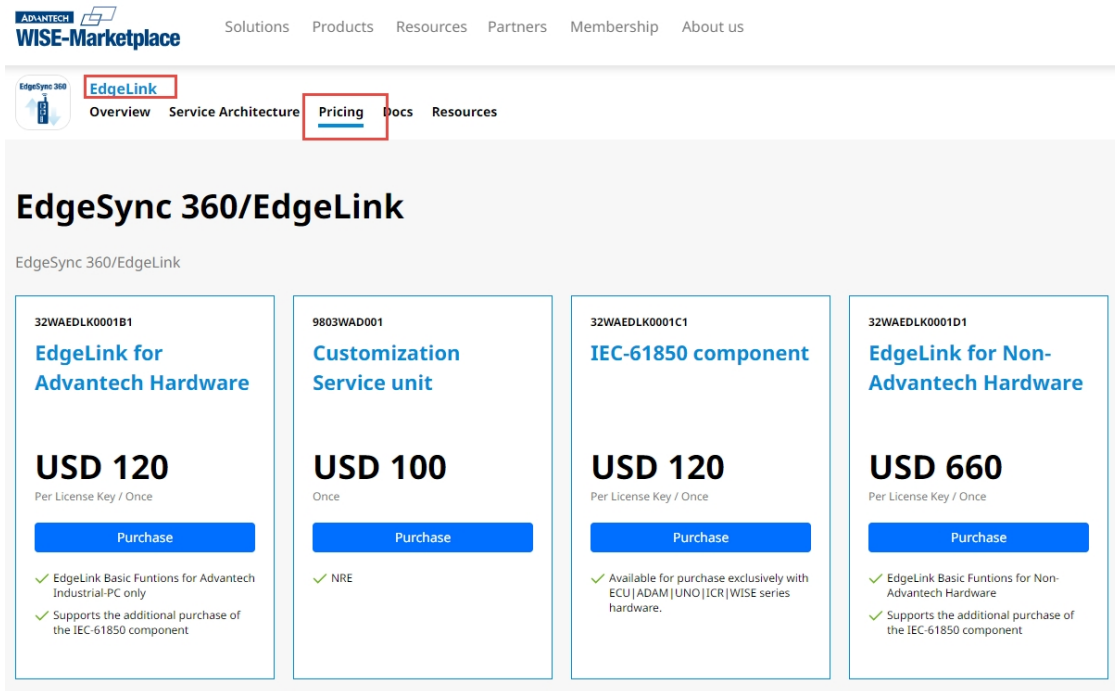 ADVANTECH
WISE-Marketplace
Solutions Products Resources Partners Membership About us
EdgeSync 360
EdgeLink
Overview Service Architecture Pricing Docs Resources
EdgeSync 360/EdgeLink
EdgeSync 360/EdgeLink
32WAEDLK0001B1
EdgeLink for
Advantech Hardware
USD 120
Per License Key / Once
Purchase
EdgeLink Basic Funtions for Advantech
Industrial-PC only
Supports the additional purchase of
the IEC-61850 component
9803WAD001
Customization
Service unit
USD 100
Once
Purchase
NRE
32WAEDLK0001C1
IEC-61850 component
USD 120
Per License Key / Once
Purchase
Available for purchase exclusively with
ECU|ADAM|UNO|ICR|WISE series
hardware.
32WAEDLK0001D1
EdgeLink for Non-
Advantech Hardware
USD 660
Per License Key / Once
Purchase
EdgeLink Basic Funtions for Non-
Advantech Hardware
Supports the additional purchase of
the IEC-61850 component